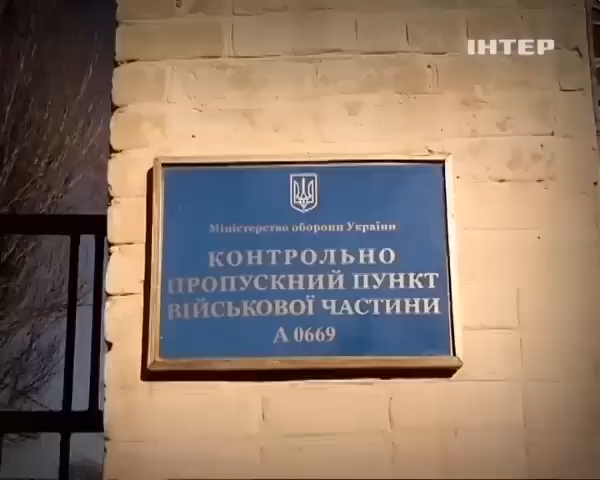 ІНТЕР
Міністерство оборони України
КОНТРОЛЬНО
ПРОПУСКНИЙ ПУНКТ
ВІЙСЬКОВОЇ ЧАСТИНИ
А 0669